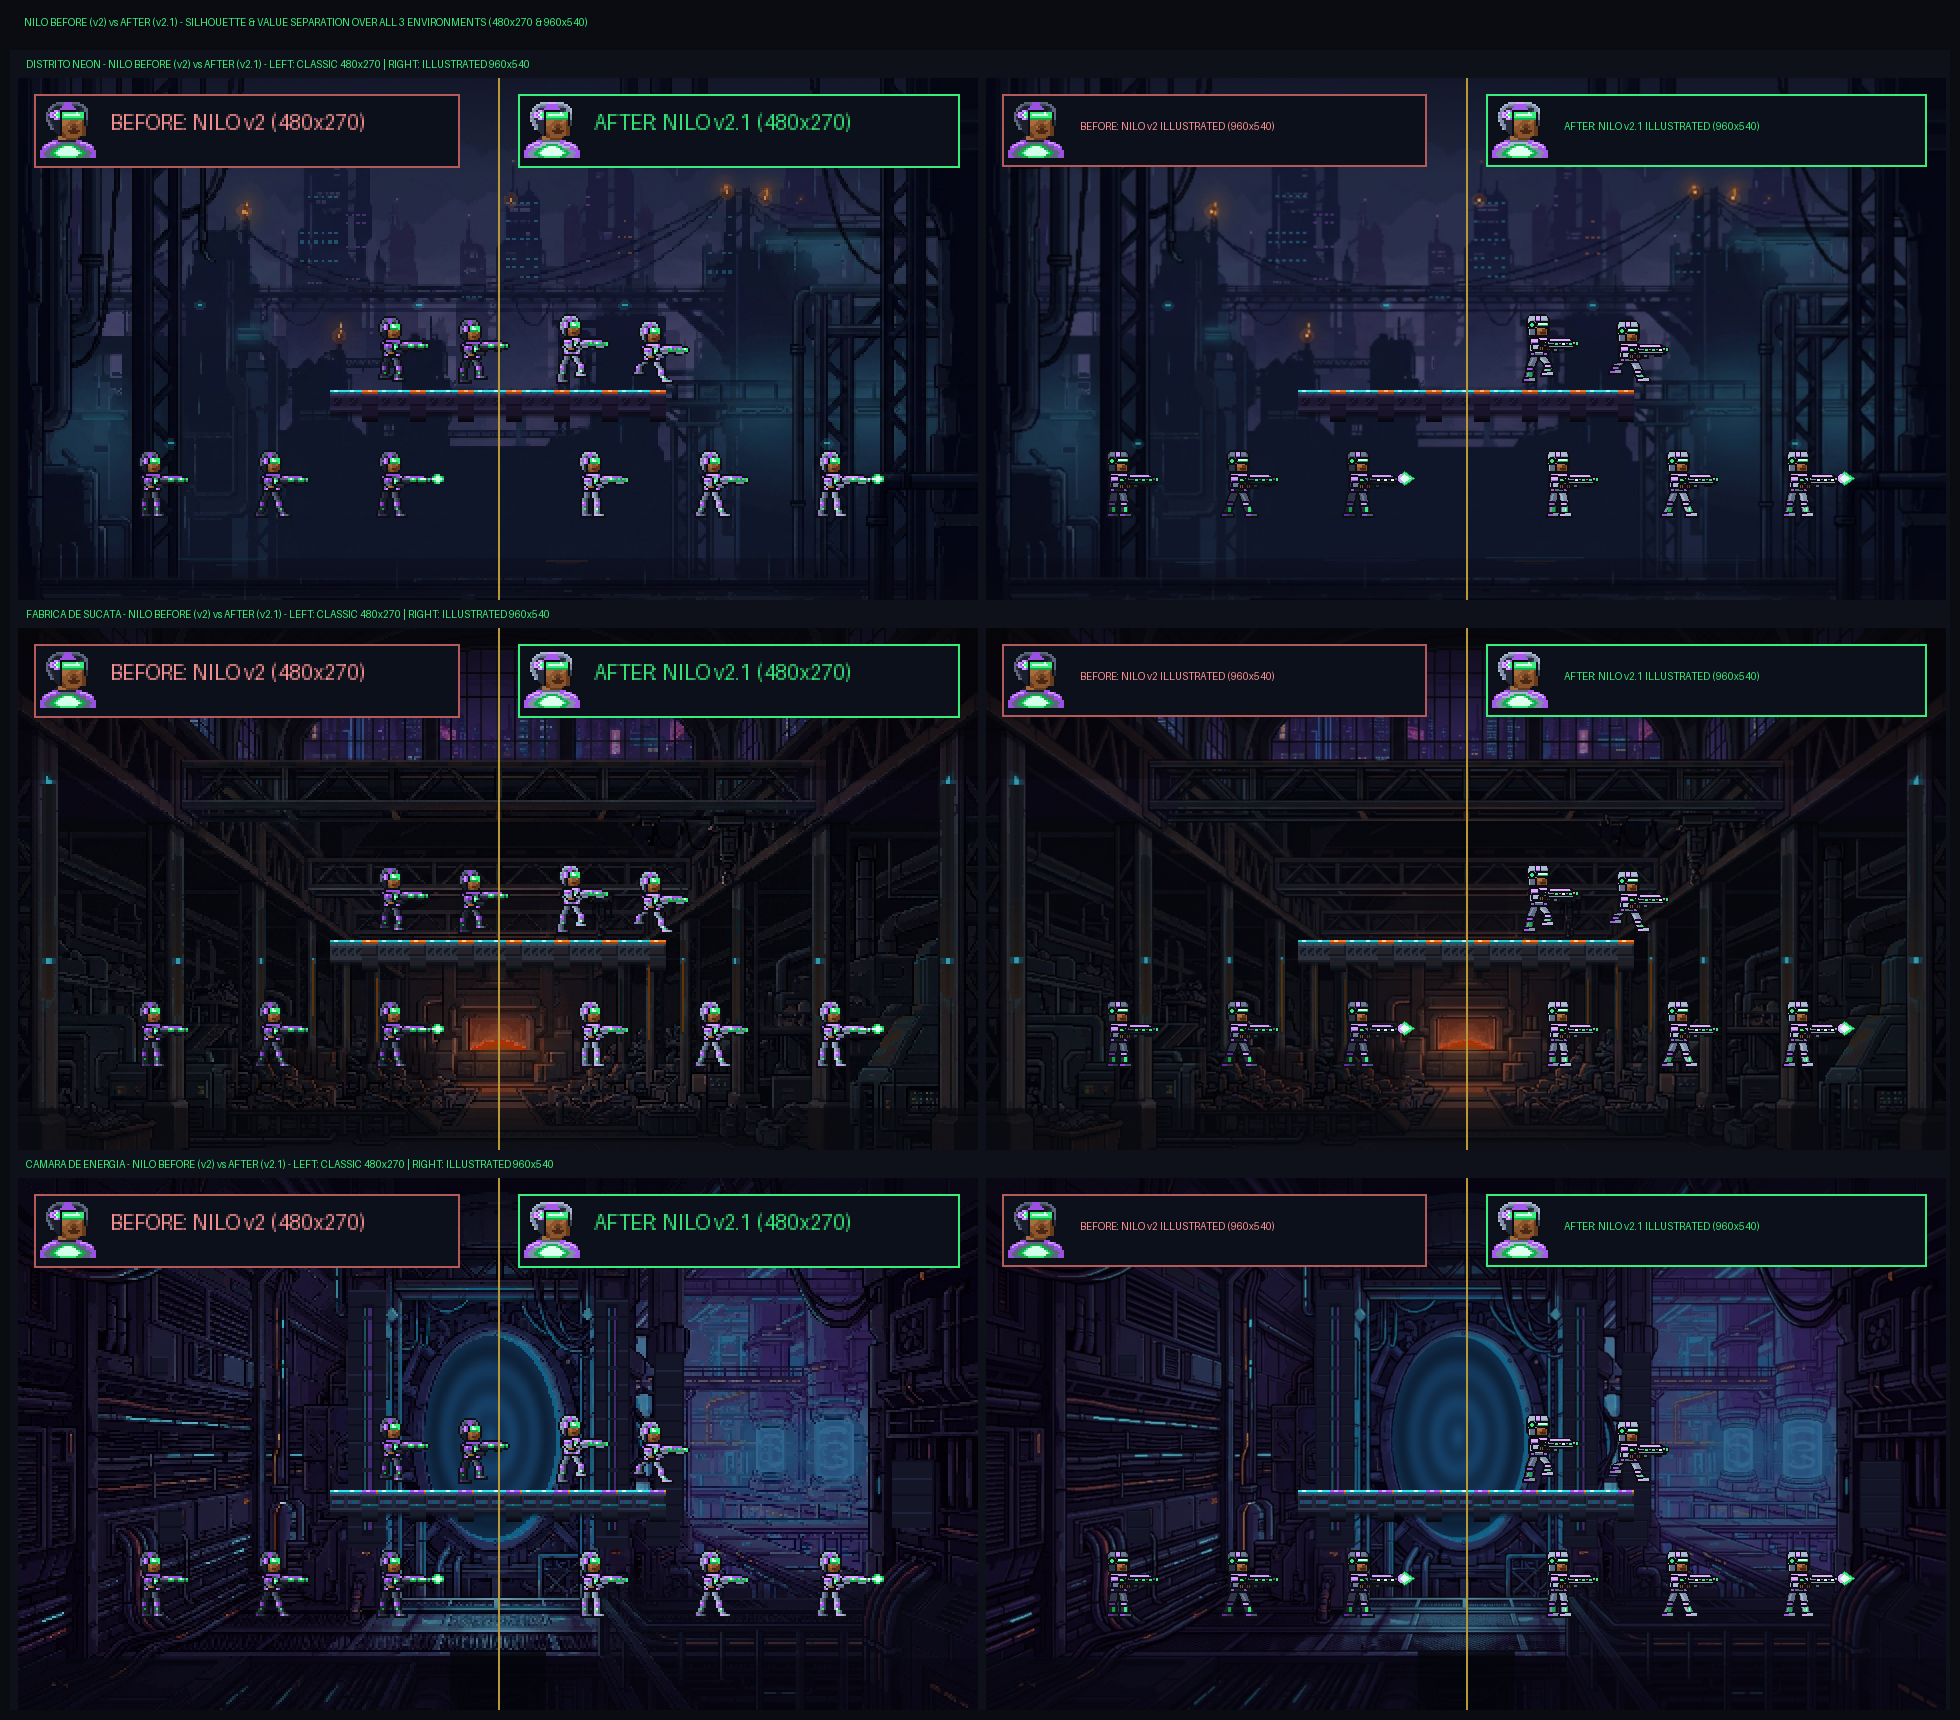 NILO BEFORE (v2) vs AFTER (v2.1) - SILHOUETTE & VALUE SEPARATION OVER ALL 3 ENVIRONMENTS (480x270 & 960x540)
DISTRITO NEON - NILO BEFORE (v2) vs AFTER (v2.1) - LEFT: CLASSIC 480x270 | RIGHT: ILLUSTRATED 960x540
BEFORE: NILO v2 (480x270)
AFTER: NILO v2.1 (480x270)
BEFORE: NILO v2 ILLUSTRATED (960x540)
AFTER: NILO v2.1 ILLUSTRATED (960x540)
FABRICA DE SUCATA - NILO BEFORE (v2) vs AFTER (v2.1) - LEFT: CLASSIC 480x270 | RIGHT: ILLUSTRATED 960x540
BEFORE: NILO v2 (480x270)
AFTER: NILO v2.1 (480x270)
BEFORE: NILO v2 ILLUSTRATED (960x540)
AFTER: NILO v2.1 ILLUSTRATED (960x540)
CAMARA DE ENERGIA - NILO BEFORE (v2) vs AFTER (v2.1) - LEFT: CLASSIC 480x270 | RIGHT: ILLUSTRATED 960x540
BEFORE: NILO v2 (480x270)
AFTER: NILO v2.1 (480x270)
BEFORE: NILO v2 ILLUSTRATED (960x540)
AFTER: NILO v2.1 ILLUSTRATED (960x540)